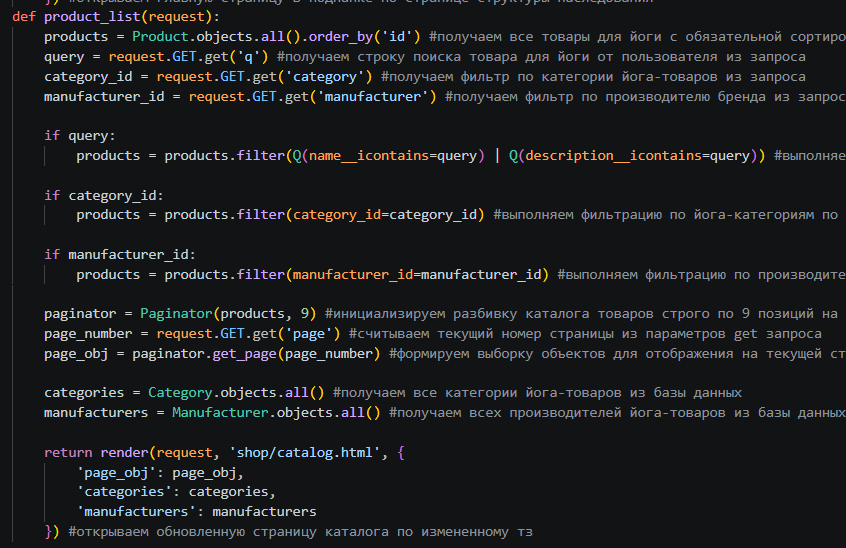 }) #открываем главную страницу в подпапке по странице структуры наследования
def product_list(request):
products = Product.objects.all().order_by('id') #получаем все товары для йоги с обязательной сортиро
query = request.GET.get('q') #получаем строку поиска товара для йоги от пользователя из запроса
category_id = request.GET.get('category') #получаем фильтр по категории йога-товаров из запроса
manufacturer_id = request.GET.get('manufacturer') #получаем фильтр по производителю бренда из запрос
if query:
products = products.filter(Q(name__icontains=query) | Q(description__icontains=query)) #выполняе
if category_id:
products = products.filter(category_id=category_id) #выполняем фильтрацию по йога-категориям по
if manufacturer_id:
products = products.filter(manufacturer_id=manufacturer_id) #выполняем фильтрацию по производите
paginator = Paginator(products, 9) #инициализируем разбивку каталога товаров строго по 9 позиций на
page_number = request.GET.get('page') #считываем текущий номер страницы из параметров get запроса
page_obj = paginator.get_page(page_number) #формируем выборку объектов для отображения на текущей ст
categories = Category.objects.all() #получаем все категории йога-товаров из базы данных
manufacturers = Manufacturer.objects.all() #получаем всех производителей йога-товаров из базы данных
return render(request, 'shop/catalog.html', {
'page_obj': page_obj,
'categories': categories,
'manufacturers': manufacturers
}) #открываем обновленную страницу каталога по измененному тз